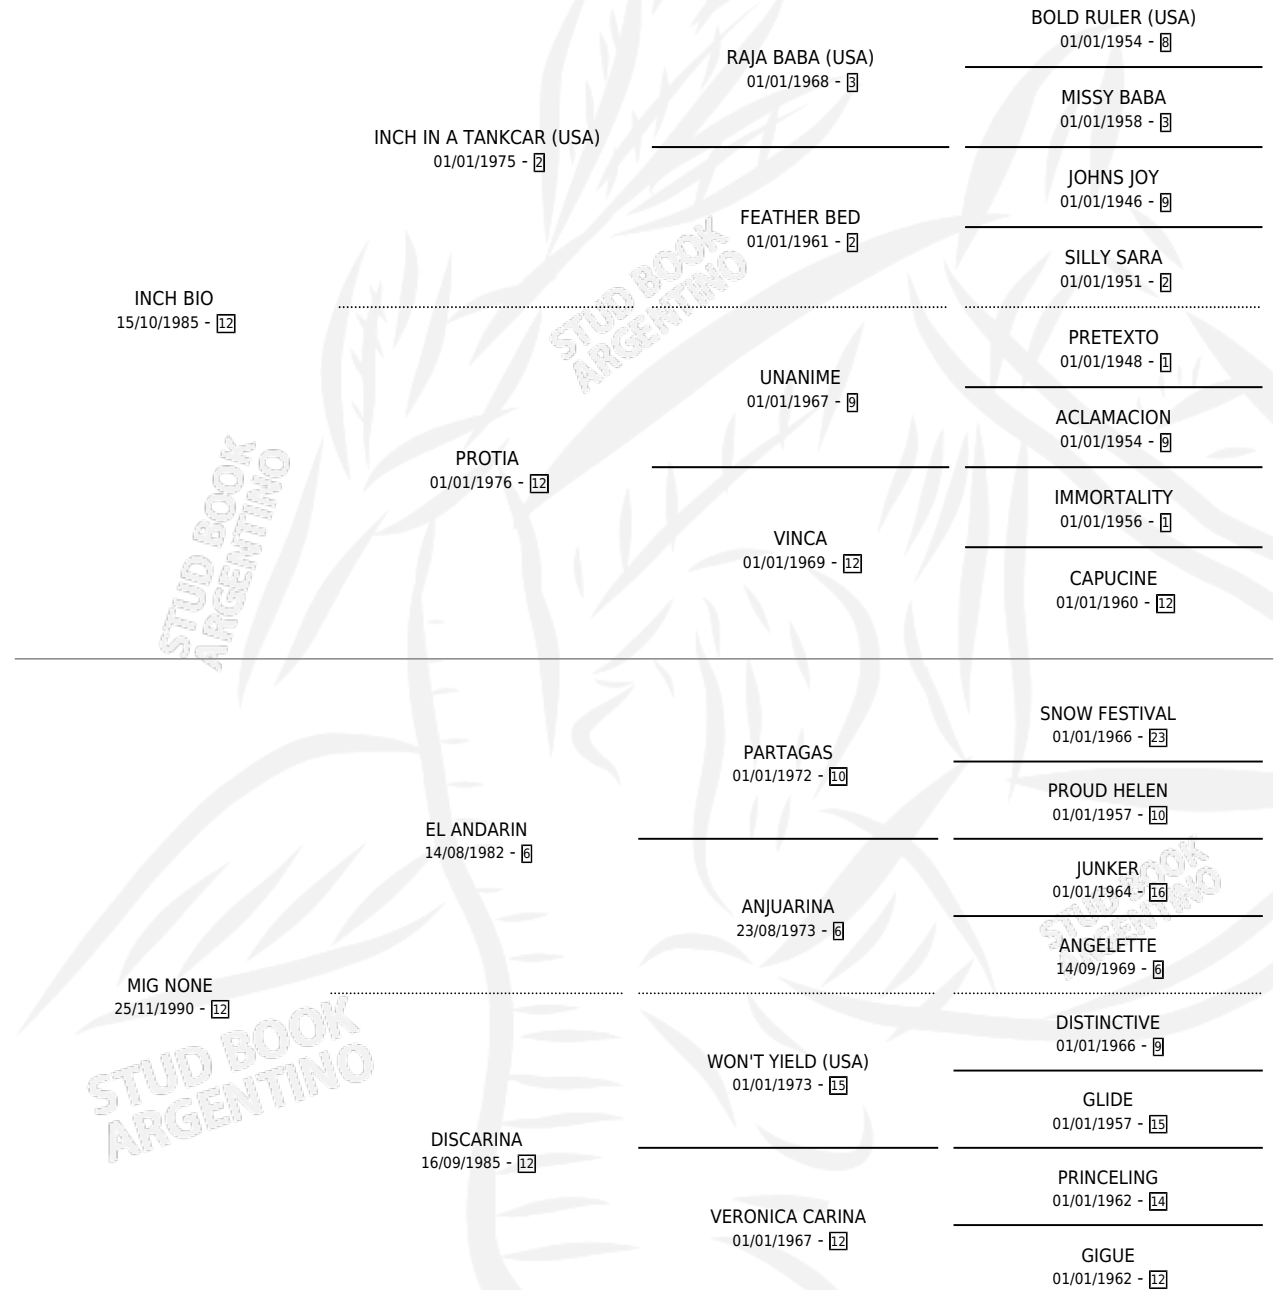 BOLD RULER (USA)
01/01/1954 - 8
RAJA BABA (USA)
01/01/1968 - 3
MISSY BABA
01/01/1958 - 3
INCH IN A TANKCAR (USA)
01/01/1975 - 2
JOHNS JOY
01/01/1946 - 9
FEATHER BED
01/01/1961 - 2
SILLY SARA
01/01/1951 - 2
INCH BIO
15/10/1985 - 12
PRETEXTO
01/01/1948 - 1
UNANIME
01/01/1967 - 9
ACLAMACION
01/01/1954 - 9
PROTIA
01/01/1976 - 12
IMMORTALITY
01/01/1956 - 1
VINCA
01/01/1969 - 12
CAPUCINE
01/01/1960 - 12
STUD BOOK
ARGENTINO
STUD BOOK
ARGENTINO
SNOW FESTIVAL
01/01/1966 - 23
PARTAGAS
01/01/1972 - 10
PROUD HELEN
01/01/1957 - 10
EL ANDARIN
14/08/1982 - 6
JUNKER
01/01/1964 - 16
ANJUARINA
23/08/1973 - 6
ANGELETTE
14/09/1969 - 6
MIG NONE
25/11/1990 - 12
DISTINCTIVE
01/01/1966 - 9
WON'T YIELD (USA)
01/01/1973 - 15
GLIDE
01/01/1957 - 15
DISCARINA
16/09/1985 - 12
PRINCELING
01/01/1962 - 14
VERONICA CARINA
01/01/1967 - 12
GIGUE
01/01/1962 - 12
STUD BOOK
ARGENTINO
STUD BOOK
ARGENTINO